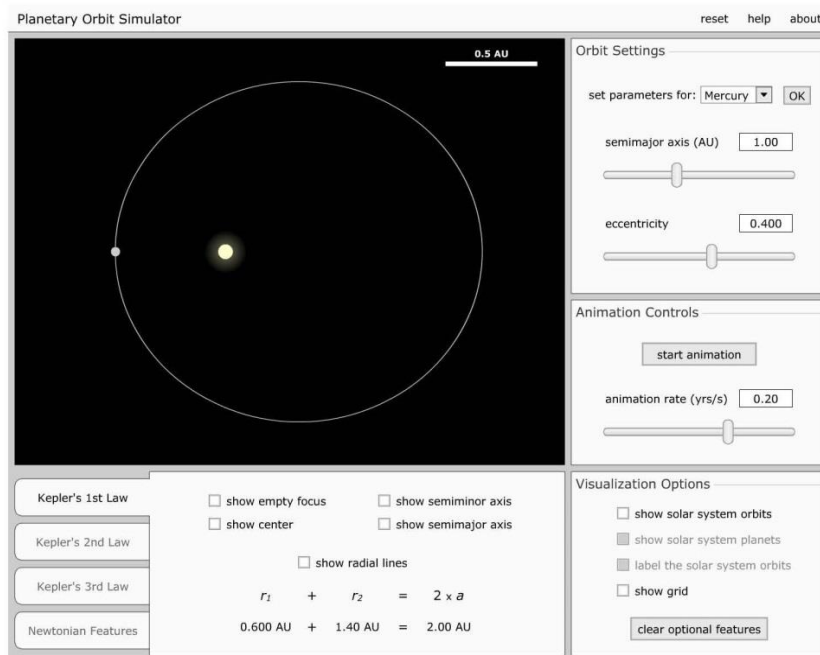 Planetary Orbit Simulator
reset help about
0.5 AU
Orbit Settings
set parameters for: Mercury OK
semimajor axis (AU) 1.00
eccentricity 0.400
Animation Controls
start animation
animation rate (yrs/s) 0.20
Kepler's 1st Law
Kepler's 2nd Law
Kepler's 3rd Law
Newtonian Features
show empty focus show semiminor axis
show center show semimajor axis
show radial lines
r₁ + r₂ = 2 x a
0.600 AU + 1.40 AU = 2.00 AU
Visualization Options
show solar system orbits
show solar system planets
label the solar system orbits
show grid
clear optional features